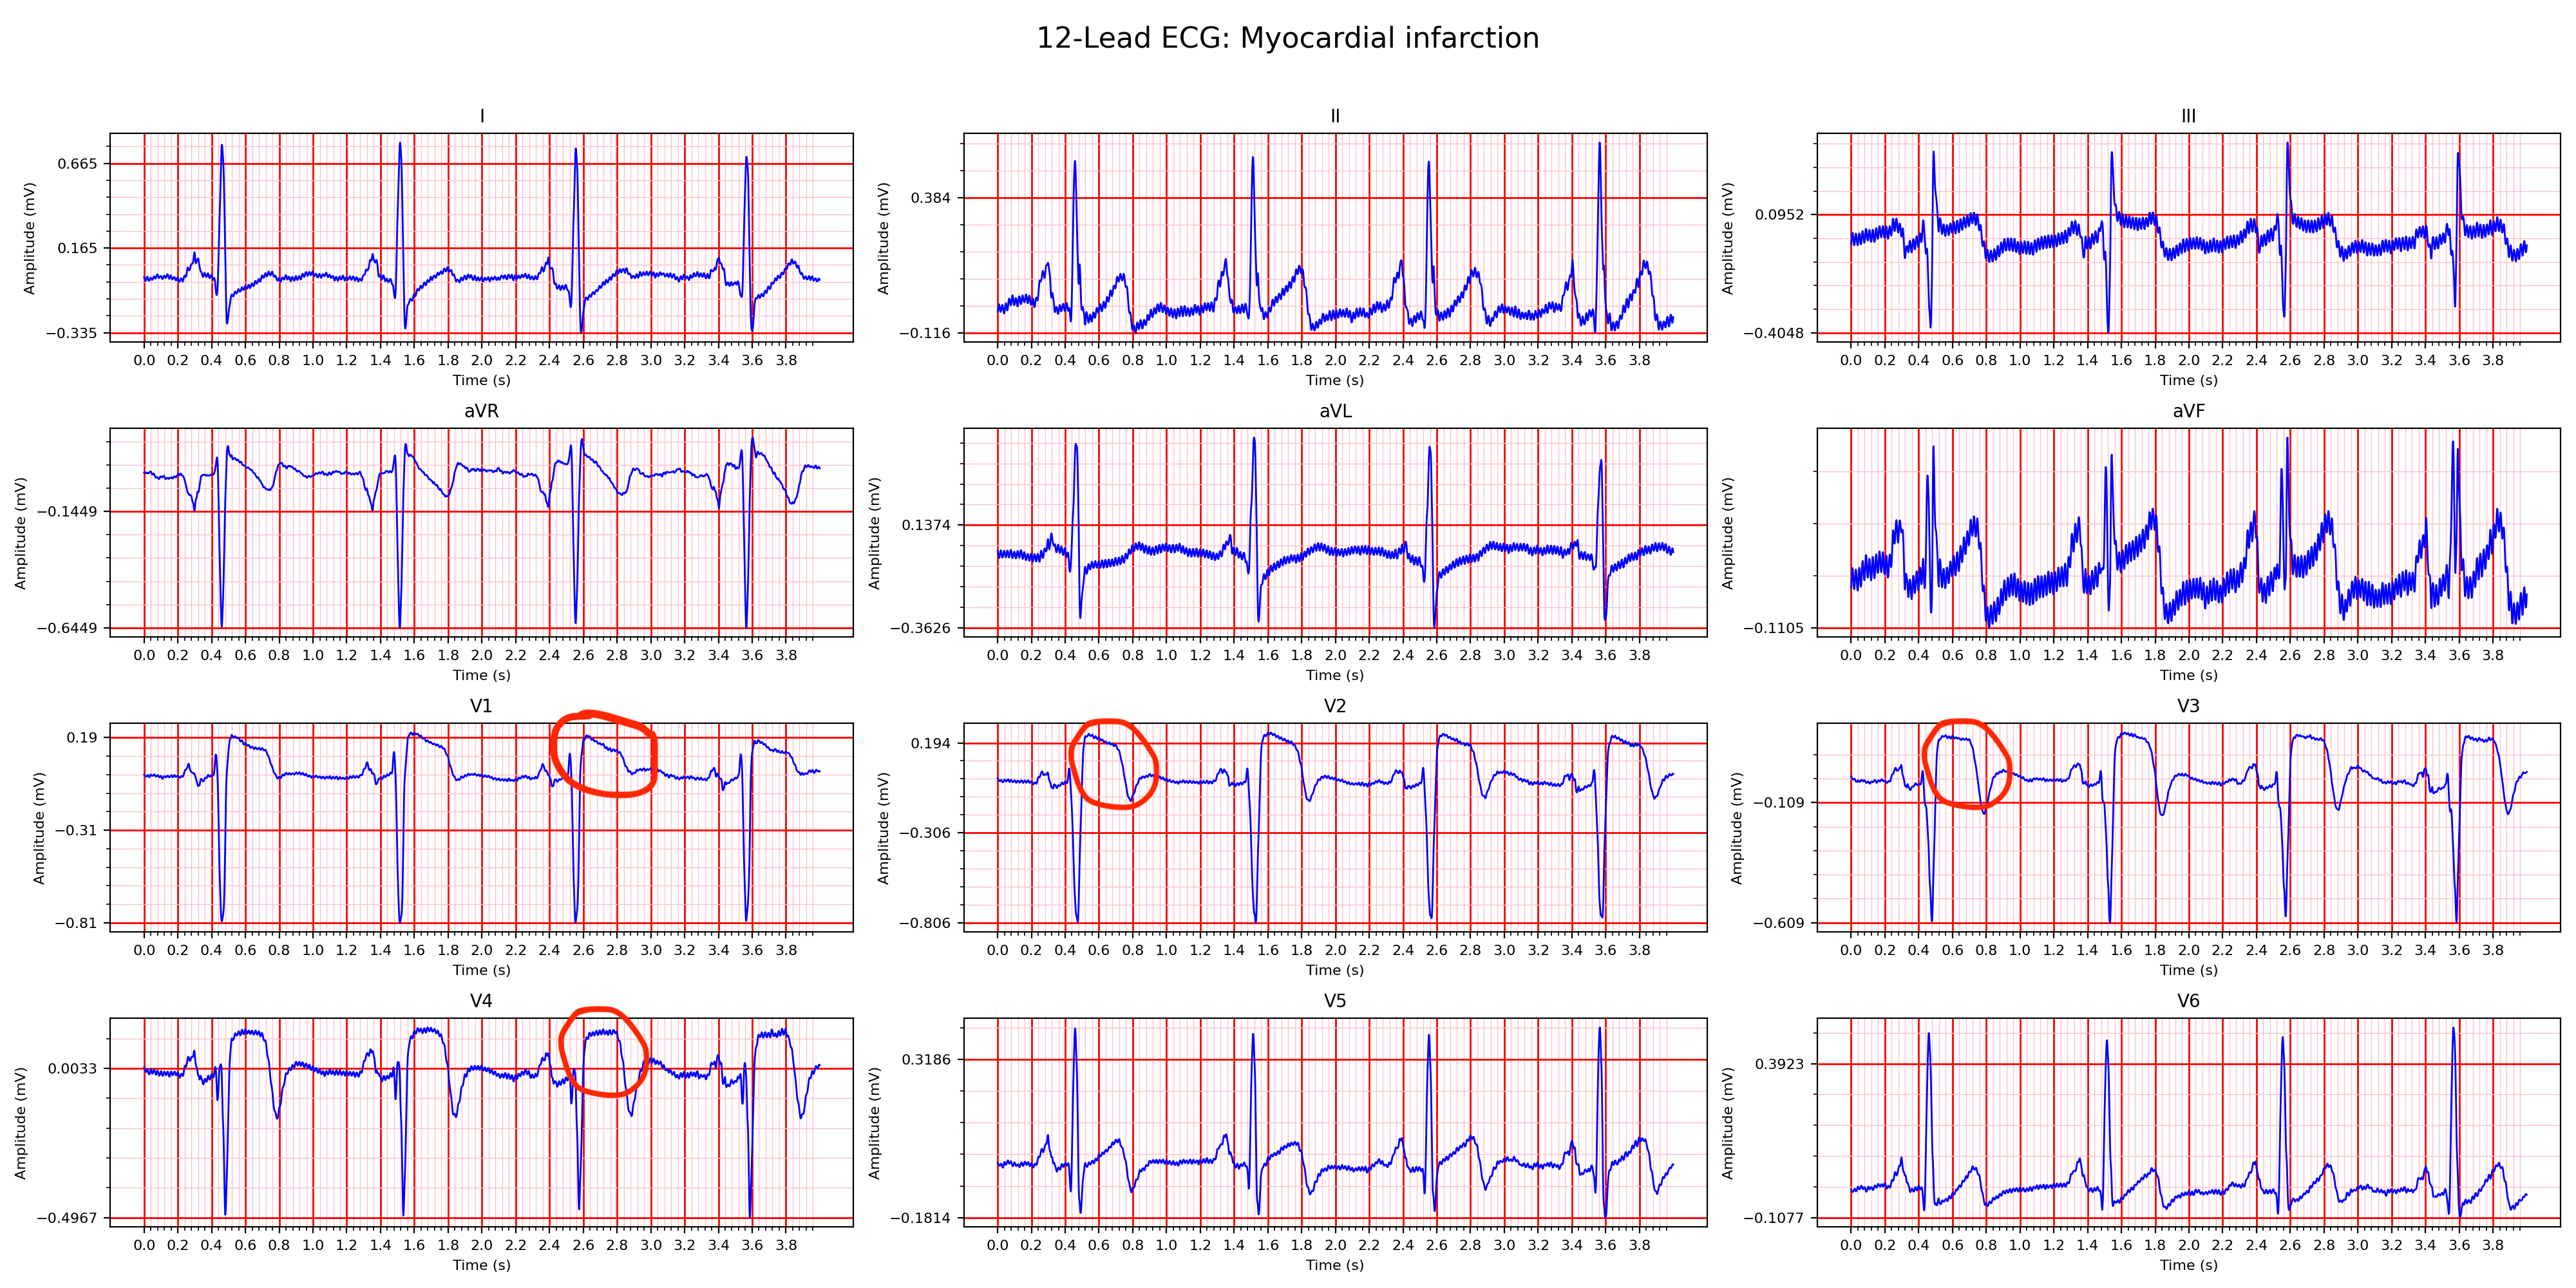 12-Lead ECG: Myocardial infarction
I
II
III
Amplitude (mV)
0.665
0.165
−0.335
0.0 0.2 0.4 0.6 0.8 1.0 1.2 1.4 1.6 1.8 2.0 2.2 2.4 2.6 2.8 3.0 3.2 3.4 3.6 3.8
Time (s)
Amplitude (mV)
0.384
−0.116
0.0 0.2 0.4 0.6 0.8 1.0 1.2 1.4 1.6 1.8 2.0 2.2 2.4 2.6 2.8 3.0 3.2 3.4 3.6 3.8
Time (s)
Amplitude (mV)
0.0952
−0.4048
0.0 0.2 0.4 0.6 0.8 1.0 1.2 1.4 1.6 1.8 2.0 2.2 2.4 2.6 2.8 3.0 3.2 3.4 3.6 3.8
Time (s)
aVR
aVL
aVF
Amplitude (mV)
−0.1449
−0.6449
0.0 0.2 0.4 0.6 0.8 1.0 1.2 1.4 1.6 1.8 2.0 2.2 2.4 2.6 2.8 3.0 3.2 3.4 3.6 3.8
Time (s)
Amplitude (mV)
0.1374
−0.3626
0.0 0.2 0.4 0.6 0.8 1.0 1.2 1.4 1.6 1.8 2.0 2.2 2.4 2.6 2.8 3.0 3.2 3.4 3.6 3.8
Time (s)
Amplitude (mV)
−0.1105
0.0 0.2 0.4 0.6 0.8 1.0 1.2 1.4 1.6 1.8 2.0 2.2 2.4 2.6 2.8 3.0 3.2 3.4 3.6 3.8
Time (s)
V1
V2
V3
Amplitude (mV)
0.19
−0.31
−0.81
0.0 0.2 0.4 0.6 0.8 1.0 1.2 1.4 1.6 1.8 2.0 2.2 2.4 2.6 2.8 3.0 3.2 3.4 3.6 3.8
Time (s)
Amplitude (mV)
0.194
−0.306
−0.806
0.0 0.2 0.4 0.6 0.8 1.0 1.2 1.4 1.6 1.8 2.0 2.2 2.4 2.6 2.8 3.0 3.2 3.4 3.6 3.8
Time (s)
Amplitude (mV)
−0.109
−0.609
0.0 0.2 0.4 0.6 0.8 1.0 1.2 1.4 1.6 1.8 2.0 2.2 2.4 2.6 2.8 3.0 3.2 3.4 3.6 3.8
Time (s)
V4
V5
V6
Amplitude (mV)
0.0033
−0.4967
0.0 0.2 0.4 0.6 0.8 1.0 1.2 1.4 1.6 1.8 2.0 2.2 2.4 2.6 2.8 3.0 3.2 3.4 3.6 3.8
Time (s)
Amplitude (mV)
0.3186
−0.1814
0.0 0.2 0.4 0.6 0.8 1.0 1.2 1.4 1.6 1.8 2.0 2.2 2.4 2.6 2.8 3.0 3.2 3.4 3.6 3.8
Time (s)
Amplitude (mV)
0.3923
−0.1077
0.0 0.2 0.4 0.6 0.8 1.0 1.2 1.4 1.6 1.8 2.0 2.2 2.4 2.6 2.8 3.0 3.2 3.4 3.6 3.8
Time (s)